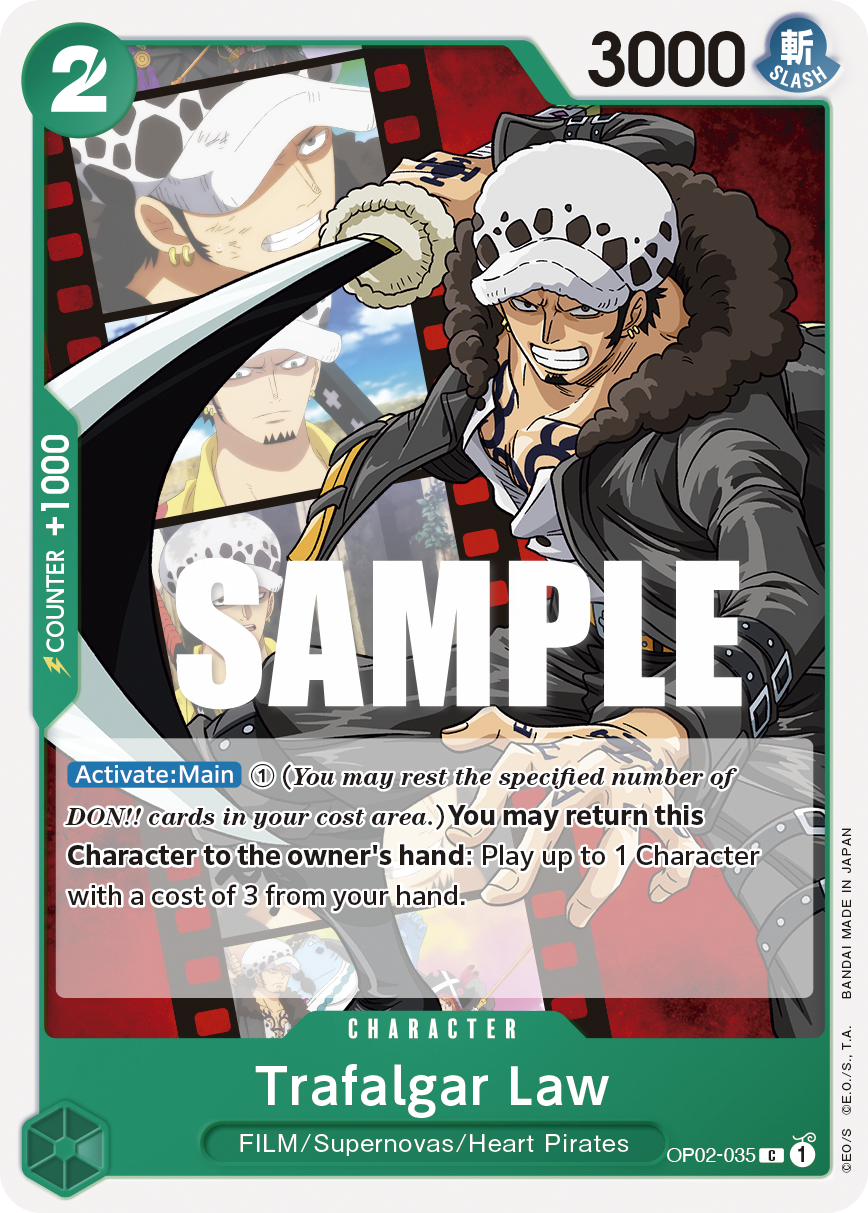 2
3000
斬
SLASH
COUNTER +1000
SAMPLE
Activate:Main ① (You may rest the specified number of
DON!! cards in your cost area.) You may return this
Character to the owner's hand: Play up to 1 Character
with a cost of 3 from your hand.
CHARACTER
Trafalgar Law
FILM/Supernovas/Heart Pirates
OP02-035 C 1
©EO/S ©E.O./S., T.A. BANDAI MADE IN JAPAN